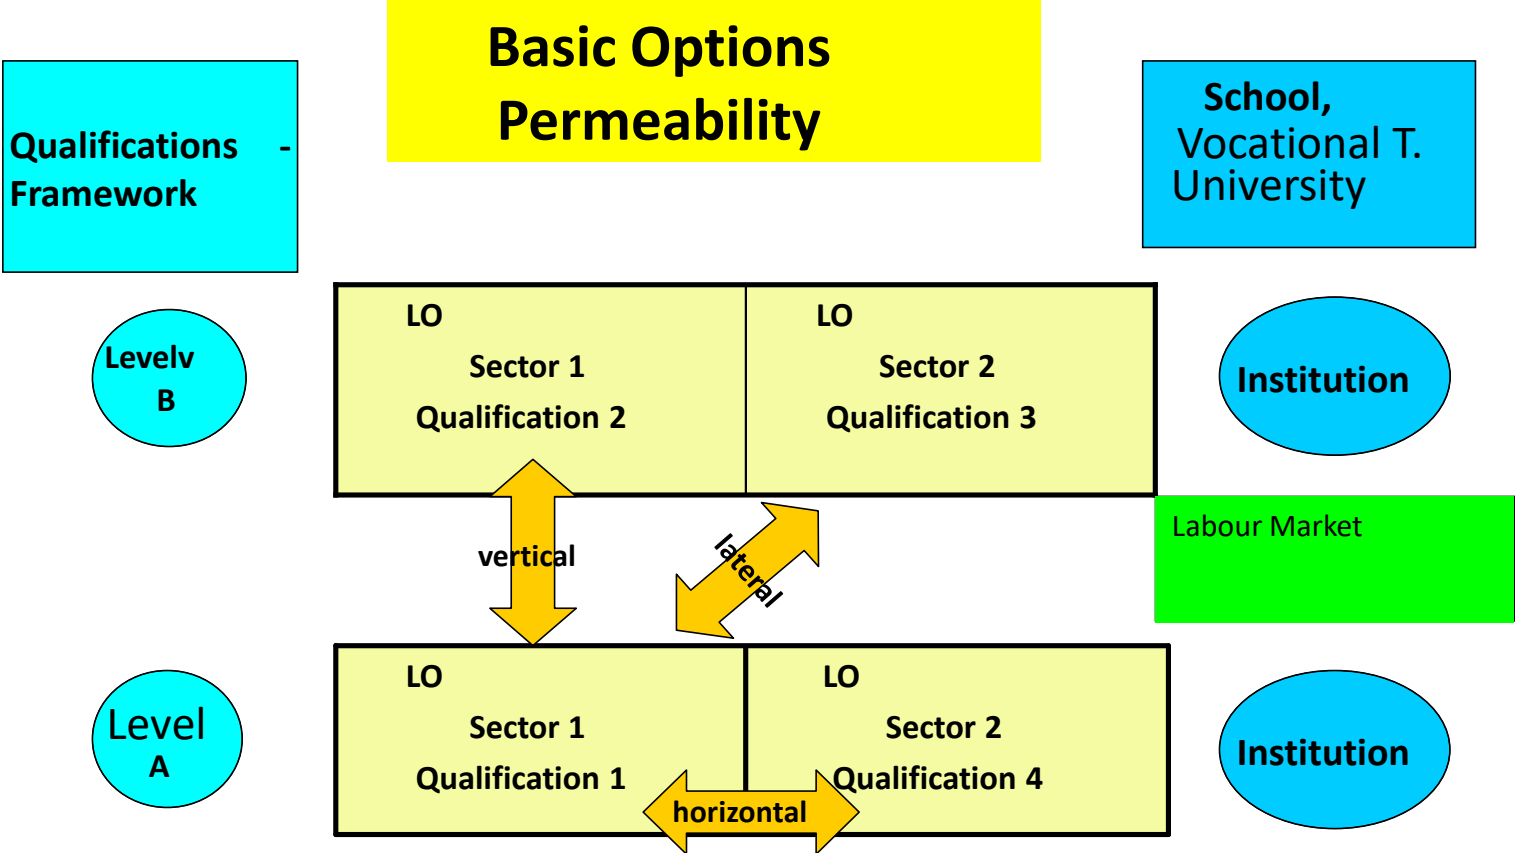 Basic Options
Permeability
Qualifications -
Framework
School,
Vocational T.
University
Levelv
B
LO
Sector 1
Qualification 2
LO
Sector 2
Qualification 3
Institution
Labour Market
vertical
lateral
Level
A
LO
Sector 1
Qualification 1
LO
Sector 2
Qualification 4
horizontal
Institution